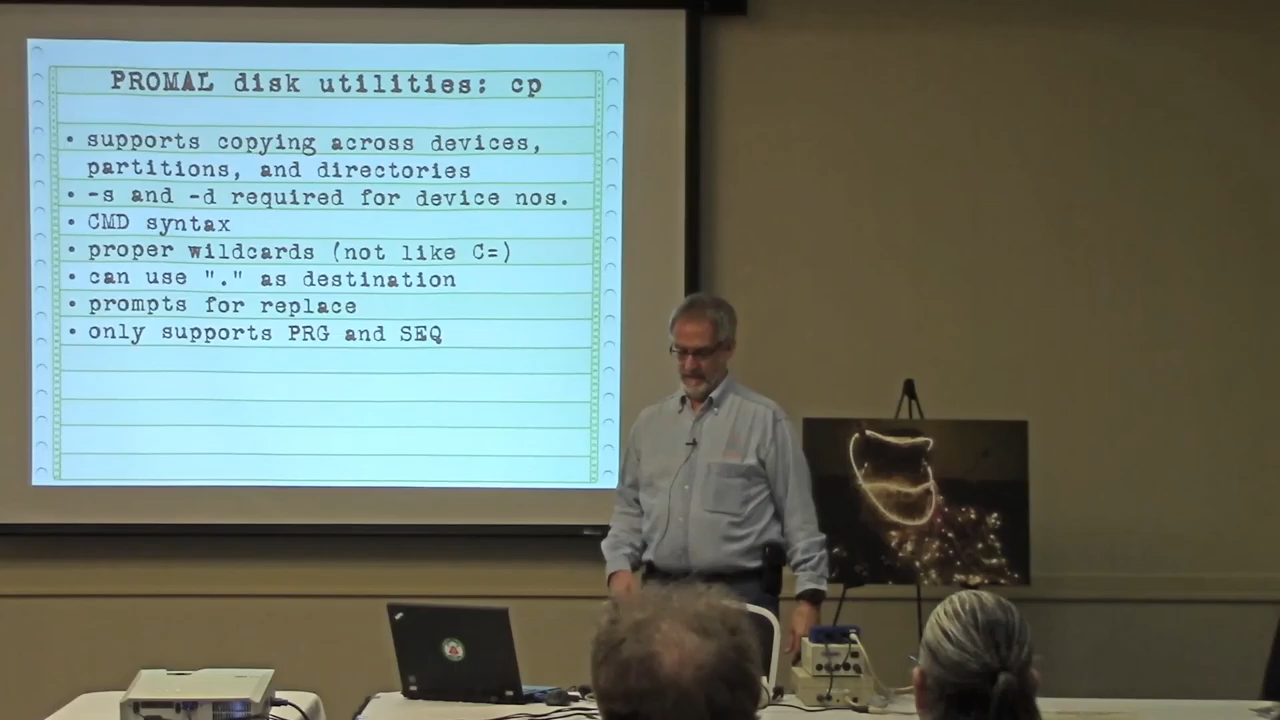 PROMAL disk utilities: cp
• supports copying across devices,
partitions, and directories
• -s and -d required for device nos.
• CMD syntax
• proper wildcards (not like C=)
• can use "." as destination
• prompts for replace
• only supports PRG and SEQ